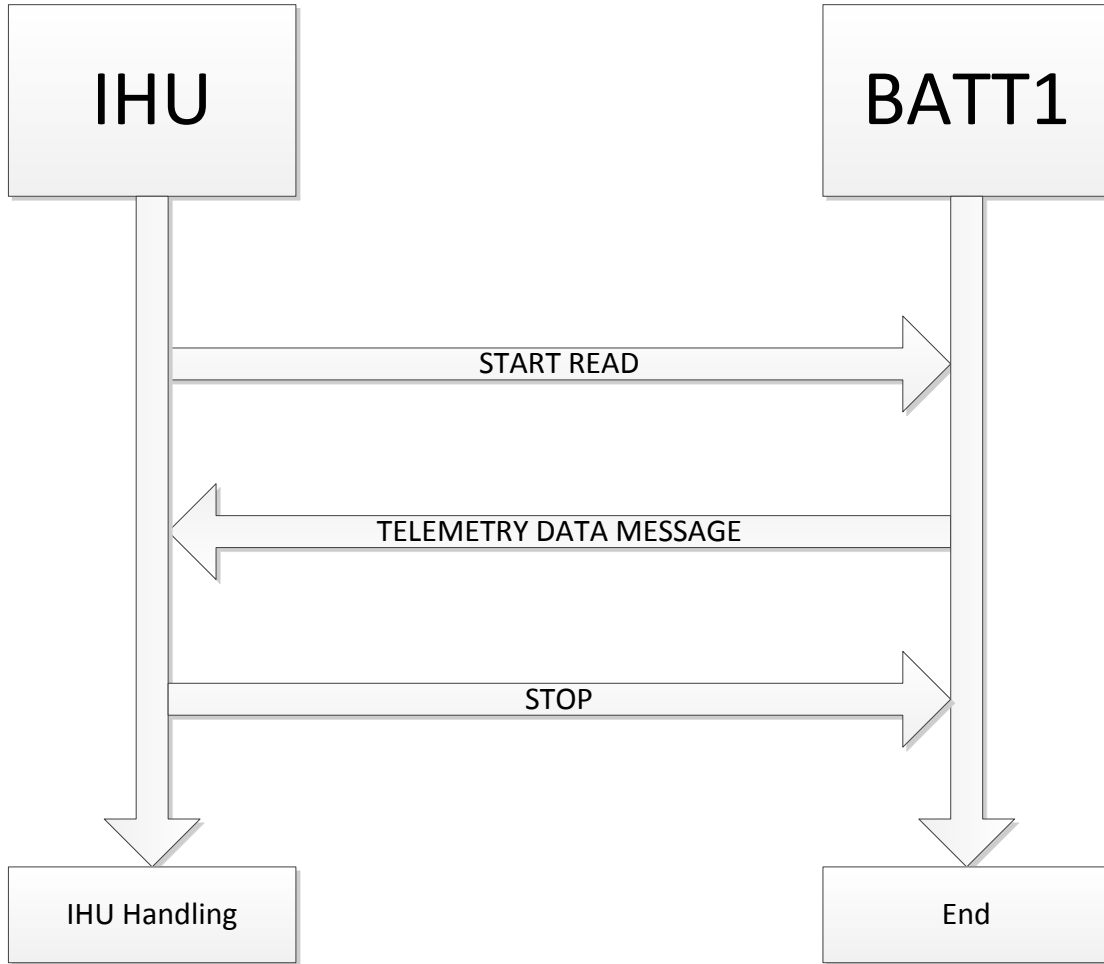 IHU
BATT1
START READ
TELEMETRY DATA MESSAGE
STOP
IHU Handling
End